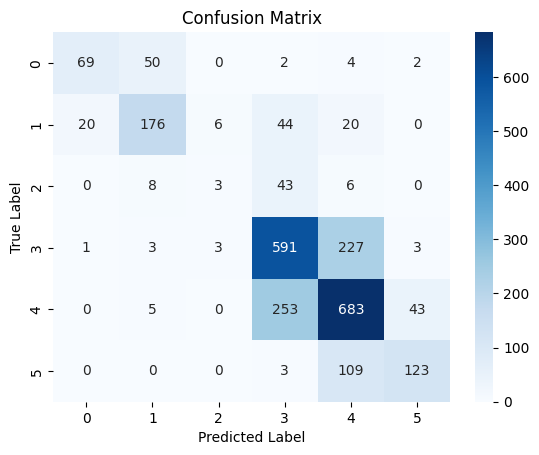 Confusion Matrix
0 69 50 0 2 4 2
1 20 176 6 44 20 0
2 0 8 3 43 6 0
3 1 3 3 591 227 3
4 0 5 0 253 683 43
5 0 0 0 3 109 123
0 1 2 3 4 5
True Label
Predicted Label
600
500
400
300
200
100
0